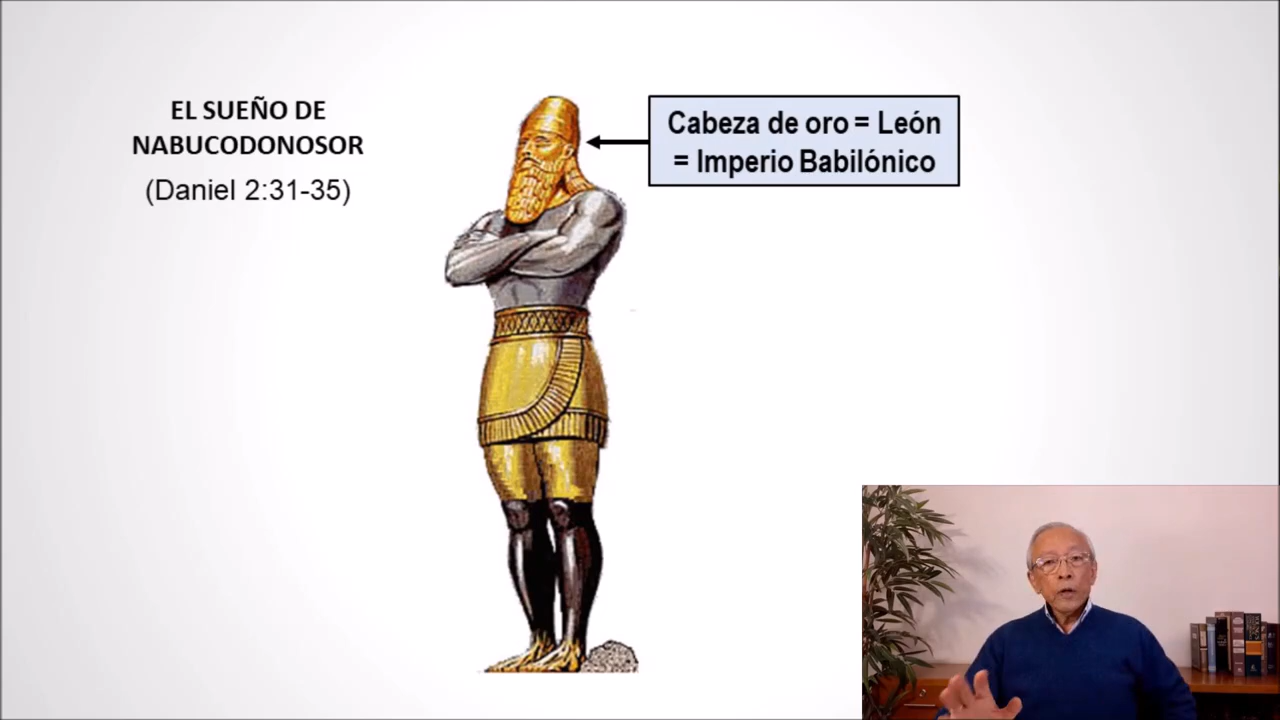 EL SUEÑO DE
NABUCODONOSOR
(Daniel 2:31-35)
Cabeza de oro = León
= Imperio Babilónico